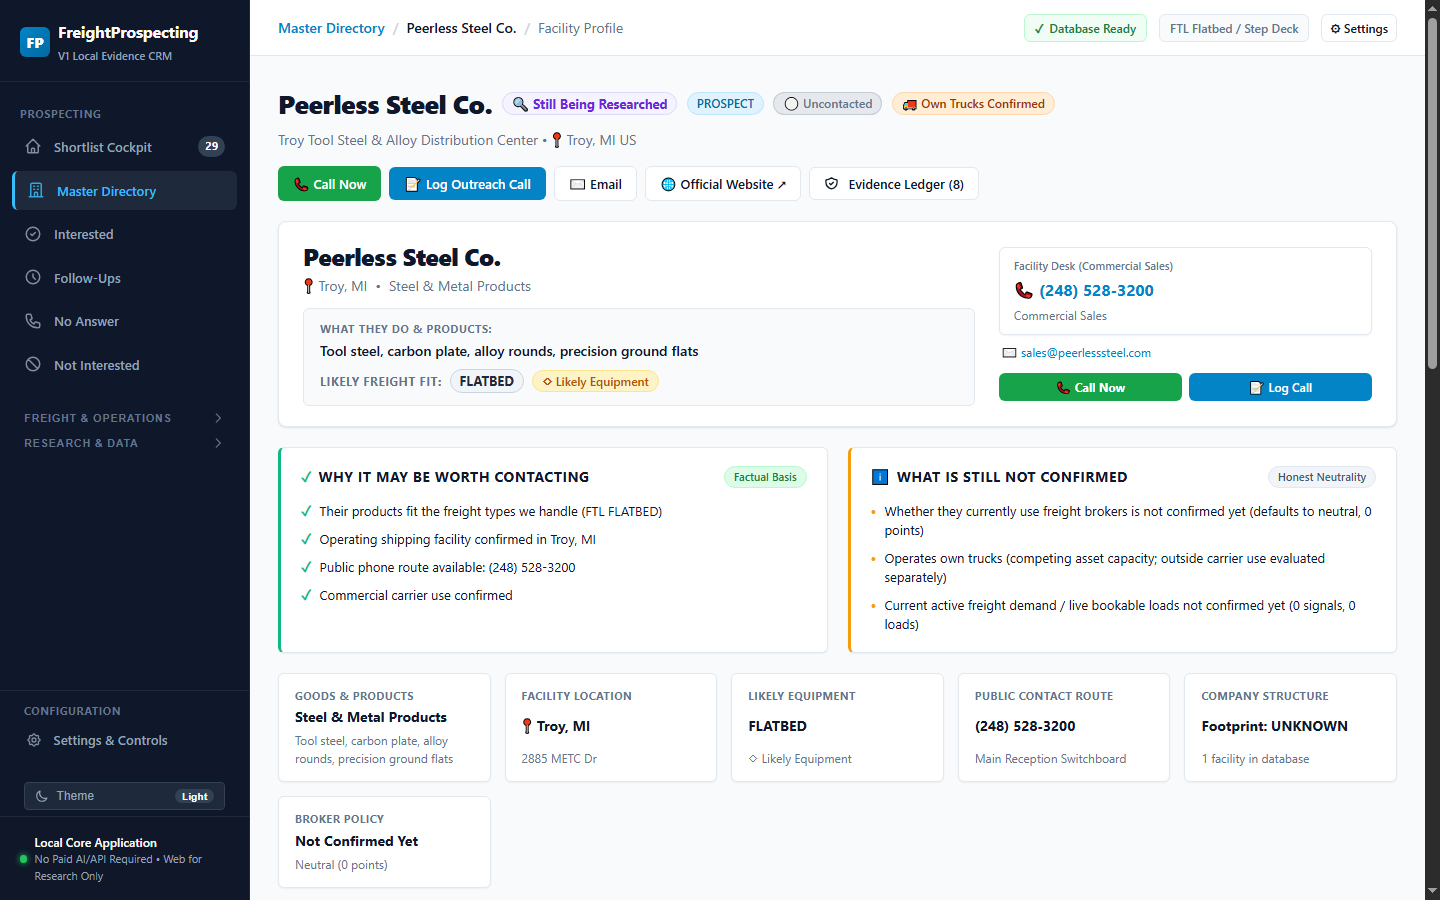 FP
FreightProspecting
V1 Local Evidence CRM
PROSPECTING
Shortlist Cockpit 29
Master Directory
Interested
Follow-Ups
No Answer
Not Interested
FREIGHT & OPERATIONS
RESEARCH & DATA
CONFIGURATION
Settings & Controls
Theme Light
Local Core Application
No Paid AI/API Required • Web for
Research Only
Master Directory / Peerless Steel Co. / Facility Profile
✓ Database Ready
FTL Flatbed / Step Deck
Settings
Peerless Steel Co.
Still Being Researched
PROSPECT
Uncontacted
Own Trucks Confirmed
Troy Tool Steel & Alloy Distribution Center • Troy, MI US
Call Now
Log Outreach Call
Email
Official Website ↗
Evidence Ledger (8)
Peerless Steel Co.
Troy, MI • Steel & Metal Products
WHAT THEY DO & PRODUCTS:
Tool steel, carbon plate, alloy rounds, precision ground flats
LIKELY FREIGHT FIT: FLATBED ◇ Likely Equipment
Facility Desk (Commercial Sales)
(248) 528-3200
Commercial Sales
sales@peerlesssteel.com
Call Now
Log Call
✓ WHY IT MAY BE WORTH CONTACTING
Factual Basis
✓ Their products fit the freight types we handle (FTL FLATBED)
✓ Operating shipping facility confirmed in Troy, MI
✓ Public phone route available: (248) 528-3200
✓ Commercial carrier use confirmed
i WHAT IS STILL NOT CONFIRMED
Honest Neutrality
• Whether they currently use freight brokers is not confirmed yet (defaults to neutral, 0
points)
• Operates own trucks (competing asset capacity; outside carrier use evaluated
separately)
• Current active freight demand / live bookable loads not confirmed yet (0 signals, 0
loads)
GOODS & PRODUCTS
Steel & Metal Products
Tool steel, carbon plate, alloy
rounds, precision ground flats
FACILITY LOCATION
Troy, MI
2885 METC Dr
LIKELY EQUIPMENT
FLATBED
◇ Likely Equipment
PUBLIC CONTACT ROUTE
(248) 528-3200
Main Reception Switchboard
COMPANY STRUCTURE
Footprint: UNKNOWN
1 facility in database
BROKER POLICY
Not Confirmed Yet
Neutral (0 points)